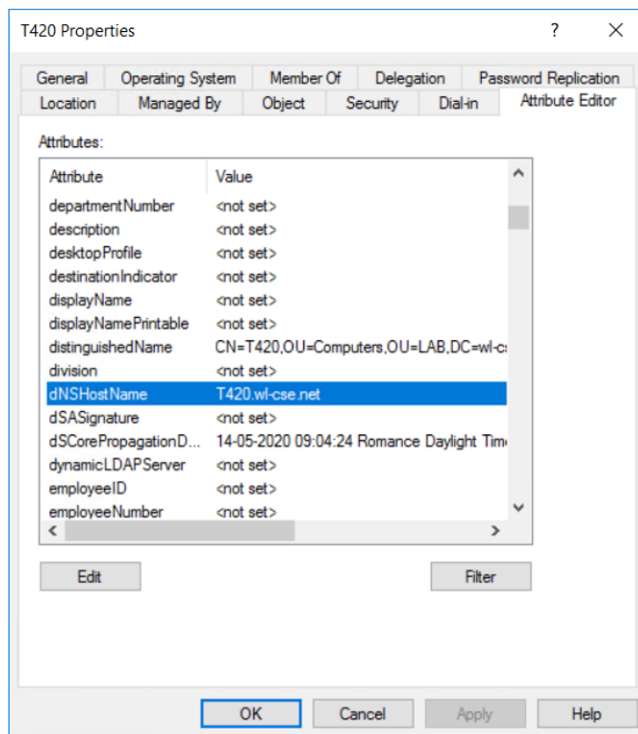 T420 Properties ? ×
General Operating System Member Of Delegation Password Replication
Location Managed By Object Security Dial-in Attribute Editor
Attributes:
Attribute Value
departmentNumber <not set>
description <not set>
desktopProfile <not set>
destinationIndicator <not set>
displayName <not set>
displayNamePrintable <not set>
distinguishedName CN=T420,OU=Computers,OU=LAB,DC=wl-cs
division <not set>
dNSHostName T420.wl-cse.net
dSASignature <not set>
dSCorePropagationD... 14-05-2020 09:04:24 Romance Daylight Tim
dynamicLDAPServer <not set>
employeeID <not set>
employeeNumber <not set>
Edit Filter
OK Cancel Apply Help